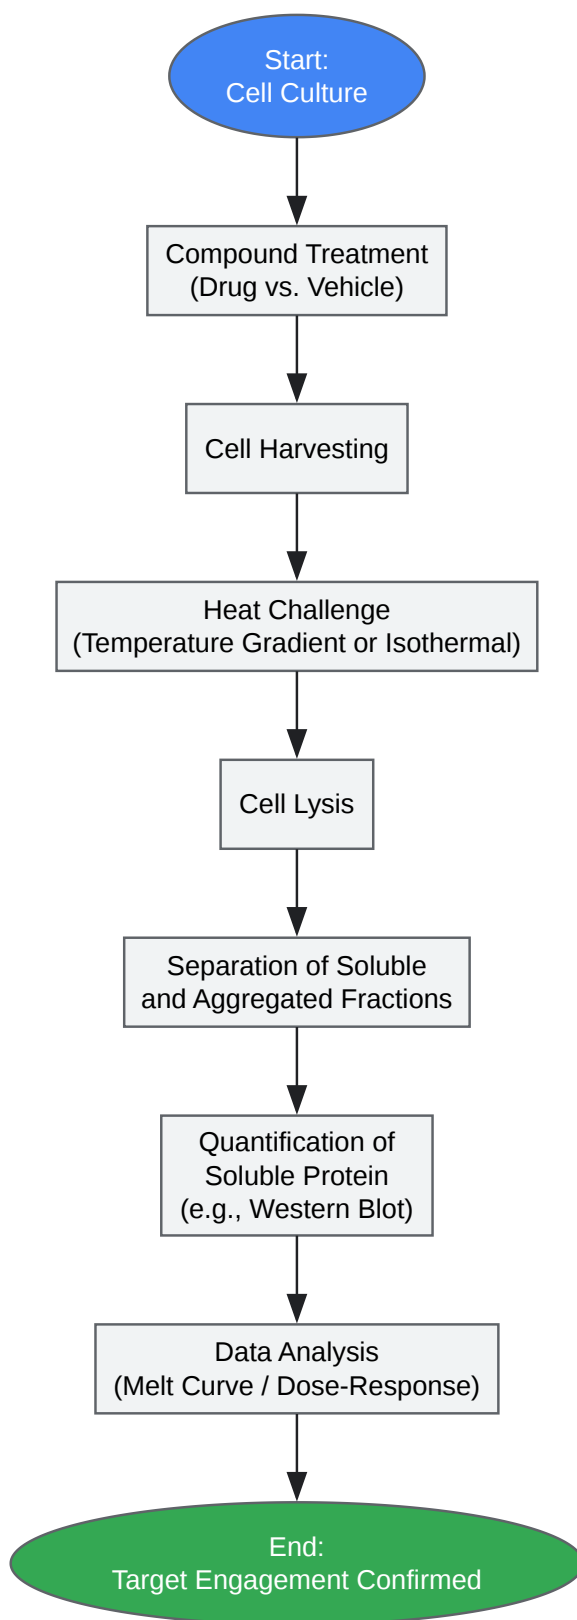 Start:
Cell Culture
Compound Treatment
(Drug vs. Vehicle)
Cell Harvesting
Heat Challenge
(Temperature Gradient or Isothermal)
Cell Lysis
Separation of Soluble
and Aggregated Fractions
Quantification of
Soluble Protein
(e.g., Western Blot)
Data Analysis
(Melt Curve / Dose-Response)
End:
Target Engagement Confirmed